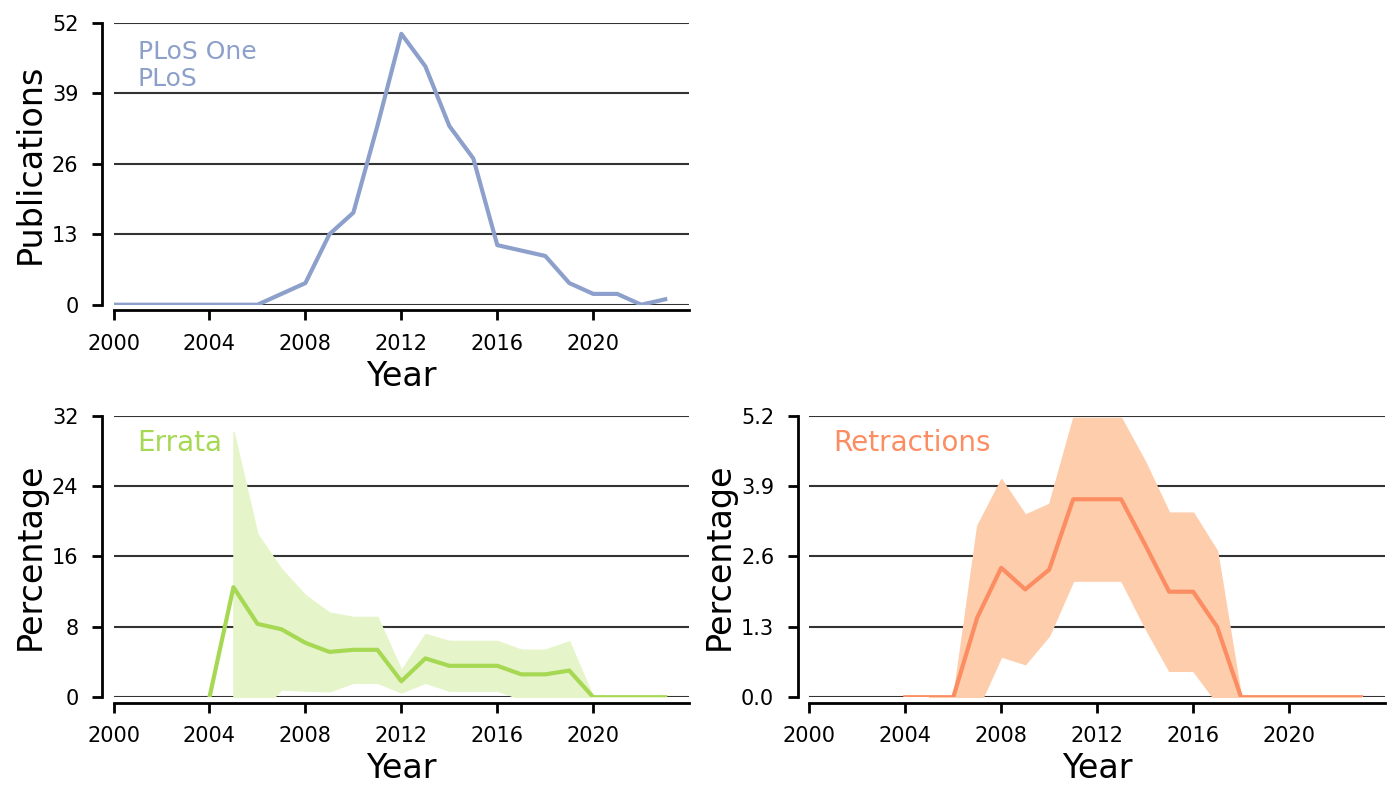 PLoS One
PLoS
Publications
52
39
26
13
0
2000 2004 2008 2012 2016 2020
Year
Errata
Percentage
32
24
16
8
0
2000 2004 2008 2012 2016 2020
Year
Retractions
Percentage
5.2
3.9
2.6
1.3
0.0
2000 2004 2008 2012 2016 2020
Year